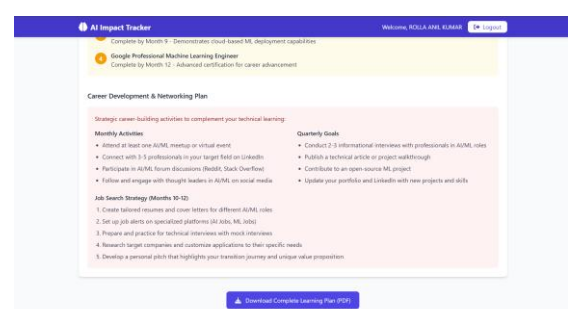 AI Impact Tracker
Welcome, ROLLA ANIL KUMAR
Logout
Complete by Month 9 - Demonstrates cloud-based ML deployment capabilities
4
Google Professional Machine Learning Engineer
Complete by Month 12 - Advanced certification for career advancement
Career Development & Networking Plan
Strategic career-building activities to complement your technical learning:
Monthly Activities
• Attend at least one AI/ML meetup or virtual event
• Connect with 3-5 professionals in your target field on LinkedIn
• Participate in AI/ML forum discussions (Reddit, Stack Overflow)
• Follow and engage with thought leaders in AI/ML on social media
Quarterly Goals
• Conduct 2-3 informational interviews with professionals in AI/ML roles
• Publish a technical article or project walkthrough
• Contribute to an open-source ML project
• Update your portfolio and LinkedIn with new projects and skills
Job Search Strategy (Months 10-12)
1. Create tailored resumes and cover letters for different AI/ML roles
2. Set up job alerts on specialized platforms (AI Jobs, ML Jobs)
3. Prepare and practice for technical interviews with mock interviews
4. Research target companies and customize applications to their specific needs
5. Develop a personal pitch that highlights your transition journey and unique value proposition
Download Complete Learning Plan (PDF)